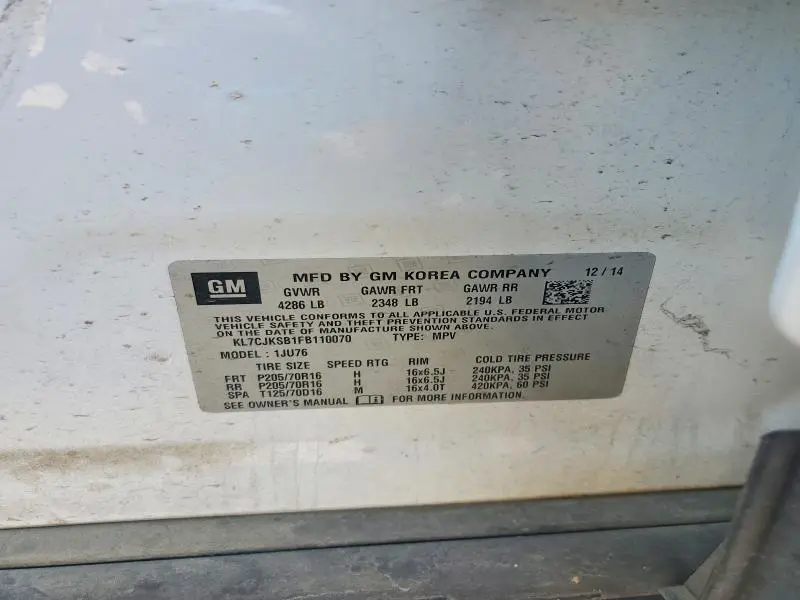 GM MFD BY GM KOREA COMPANY 12/14
GVWR GAWR FRT GAWR RR
4286 LB 2348 LB 2194 LB
THIS VEHICLE CONFORMS TO ALL APPLICABLE U.S. FEDERAL MOTOR
VEHICLE SAFETY AND THEFT PREVENTION STANDARDS IN EFFECT
ON THE DATE OF MANUFACTURE SHOWN ABOVE.
KL7CJKSB1FB110070 TYPE: MPV
MODEL : 1JU76
TIRE SIZE SPEED RTG RIM COLD TIRE PRESSURE
FRT P205/70R16 H 16x6.5J 240KPA, 35 PSI
RR P205/70R16 H 16x6.5J 240KPA, 35 PSI
SPA T125/70D16 M 16x4.0T 420KPA, 60 PSI
SEE OWNER'S MANUAL FOR MORE INFORMATION.